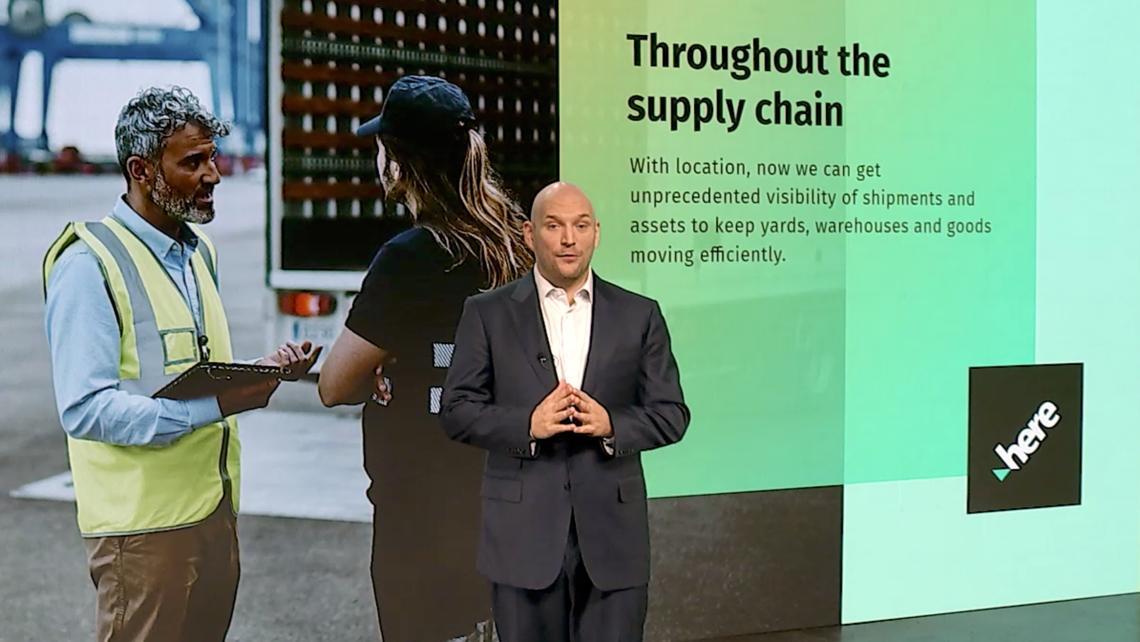 Throughout the
supply chain
With location, now we can get
unprecedented visibility of shipments and
assets to keep yards, warehouses and goods
moving efficiently.
here